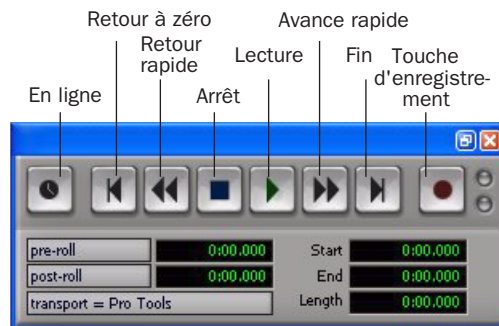 Retour à zéro
Avance rapide
Retour
rapide
Lecture
Fin
Touche
d'enregistre-
ment
En ligne
Arrêt
pre-roll 0:00.000 Start 0:00.000
post-roll 0:00.000 End 0:00.000
transport = Pro Tools Length 0:00.000